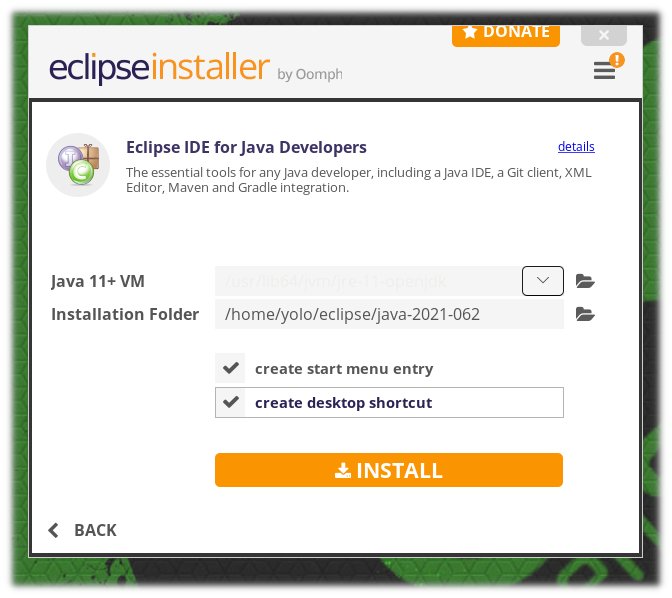 DONATE
eclipseinstaller by Oomph
Eclipse IDE for Java Developers
details
The essential tools for any Java developer, including a Java IDE, a Git client, XML
Editor, Maven and Gradle integration.
Java 11+ VM
/usr/lib64/jvm/jre-11-openjdk
Installation Folder
/home/yolo/eclipse/java-2021-062
create start menu entry
create desktop shortcut
INSTALL
BACK